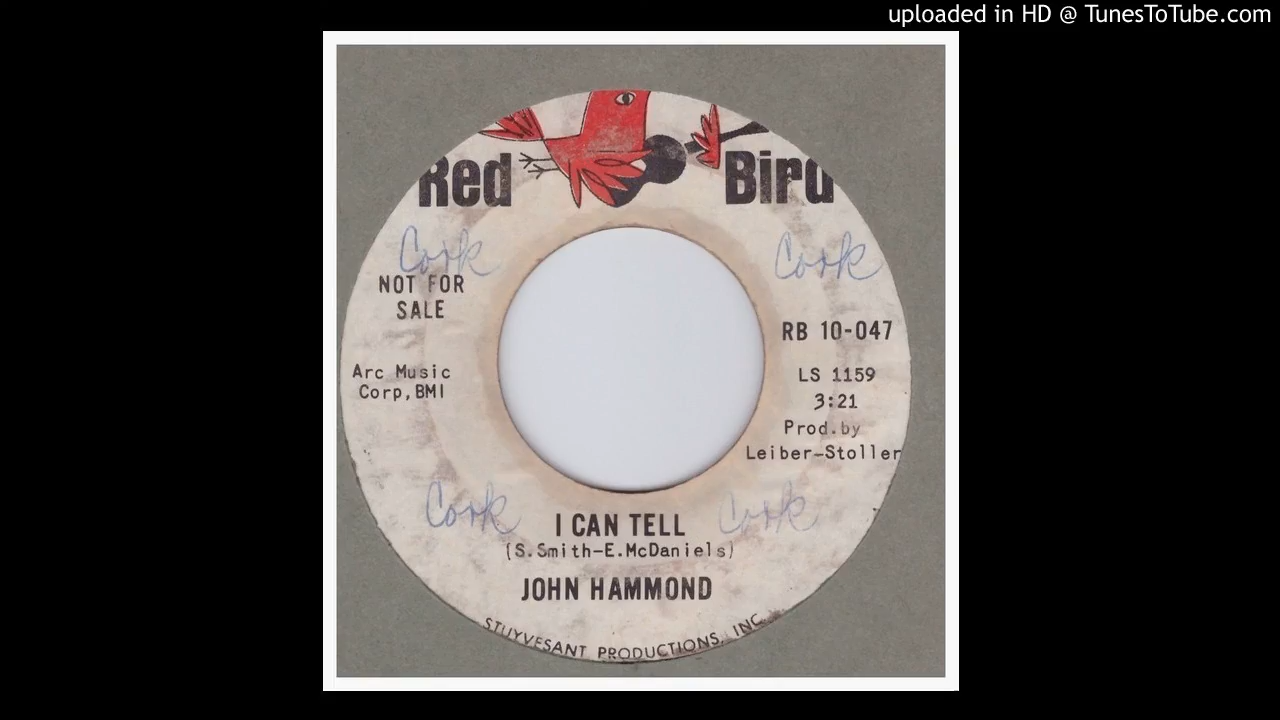 uploaded in HD @ TunesToTube.com
Red Bird
Cook Cook
NOT FOR
SALE
RB 10-047
Arc Music
Corp,BMI
LS 1159
3:21
Prod.by
Leiber-Stoller
Cook Cook
I CAN TELL
(S.Smith-E.McDaniels)
JOHN HAMMOND
STUYVESANT PRODUCTIONS, INC.